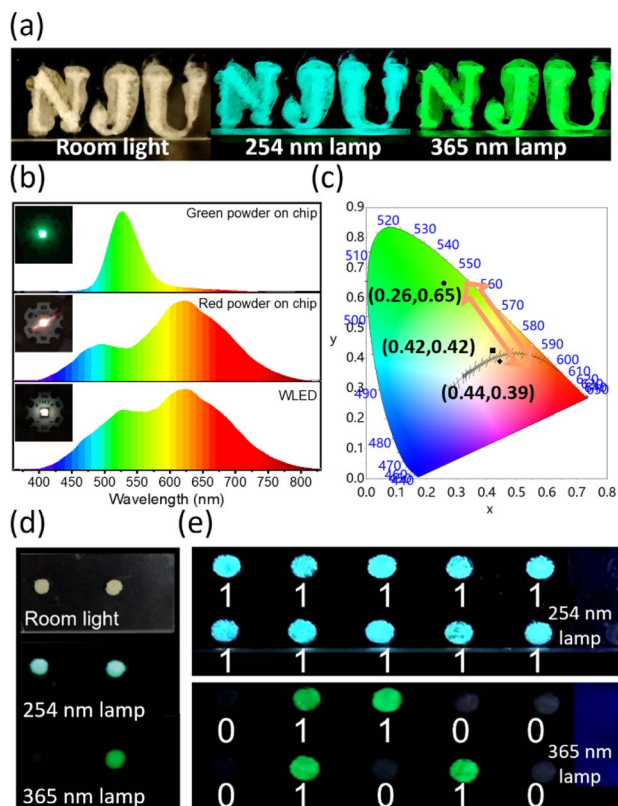 (a)
NJU NJU NJU
Room light 254 nm lamp 365 nm lamp
(b)
Green powder on chip
Red powder on chip
WLED
400 450 500 550 600 650 700 750 800
Wavelength (nm)
(c)
0.9
0.8
0.7
0.6
0.5
0.4
0.3
0.2
0.1
0.0
y
0.0 0.1 0.2 0.3 0.4 0.5 0.6 0.7 0.8
x
520
530
540
510
550
560
570
500
580
590
600
610
620
490
480
470
460
(0.26,0.65)
(0.42,0.42)
(0.44,0.39)
(d)
Room light
254 nm lamp
365 nm lamp
(e)
1 1 1 1 1
254 nm
lamp
1 1 1 1 1
0 1 1 0 0
365 nm
lamp
0 1 0 1 0